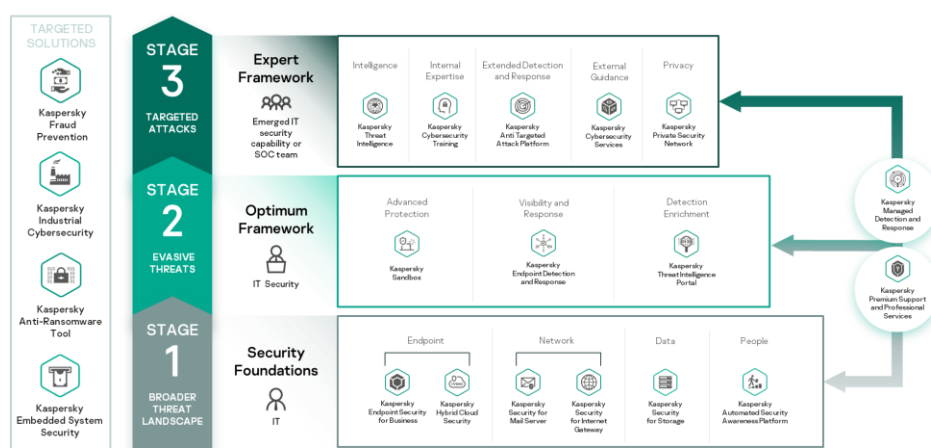 TARGETED
SOLUTIONS
Kaspersky
Fraud
Prevention
Kaspersky
Industrial
Cybersecurity
Kaspersky
Anti-Ransomware
Tool
Kaspersky
Embedded System
Security
STAGE
3
TARGETED
ATTACKS
Expert
Framework
Emerged IT
security
capability or
SOC team
Intelligence
Kaspersky
Threat
Intelligence
Internal
Expertise
Kaspersky
Cybersecurity
Training
Extended Detection
and Response
Kaspersky
Anti Targeted
Attack Platform
External
Guidance
Kaspersky
Cybersecurity
Services
Privacy
Kaspersky
Private Security
Network
STAGE
2
EVASIVE
THREATS
Optimum
Framework
IT Security
Advanced
Protection
Kaspersky
Sandbox
Visibility and
Response
Kaspersky
Endpoint Detection
and Response
Detection
Enrichment
Kaspersky
Threat Intelligence
Portal
STAGE
1
BROADER
THREAT
LANDSCAPE
Security
Foundations
IT
Endpoint
Kaspersky
Endpoint Security
for Business
Kaspersky
Hybrid Cloud
Security
Network
Kaspersky
Security for
Mail Server
Kaspersky
Security
for Internet
Gateway
Data
Kaspersky
Security
for Storage
People
Kaspersky
Automated Security
Awareness Platform
Kaspersky
Managed
Detection and
Response
Kaspersky
Premium Support
and Professional
Services